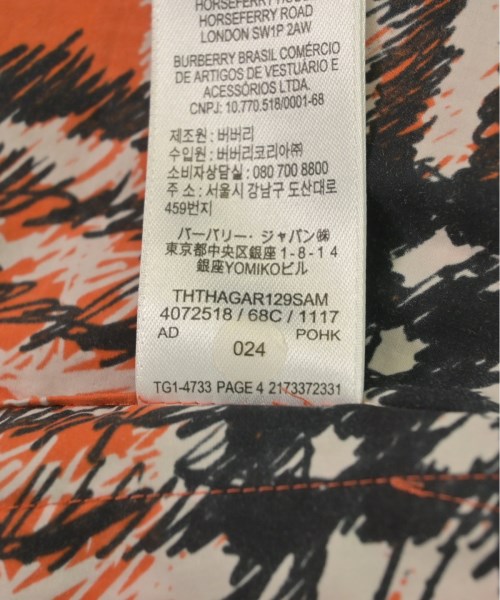 HORSEFERRY HOUSE
HORSEFERRY ROAD
LONDON SW1P 2AW
BURBERRY BRASIL COMÉRCIO
DE ARTIGOS DE VESTUÁRIO E
ACESSÓRIOS LTDA.
CNPJ: 10.770.518/0001-68
제조원 : 버버리
수입원 : 버버리코리아㈜
소비자상담실 : 080 700 8800
주 소 : 서울시 강남구 도산대로
459번지
バーバリー・ジャパン㈱
東京都中央区銀座1-8-14
銀座YOMIKOビル
THTHAGAR129SAM
4072518 / 68C / 1117
AD POHK
024
TG1-4733 PAGE 4 2173372331